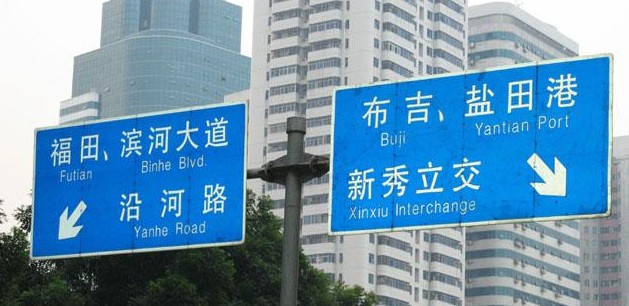 福田、滨河大道
Futian Binhe Blvd.
沿河路
Yanhe Road
布吉、盐田港
Buji Yantian Port
新秀立交
Xinxiu Interchange